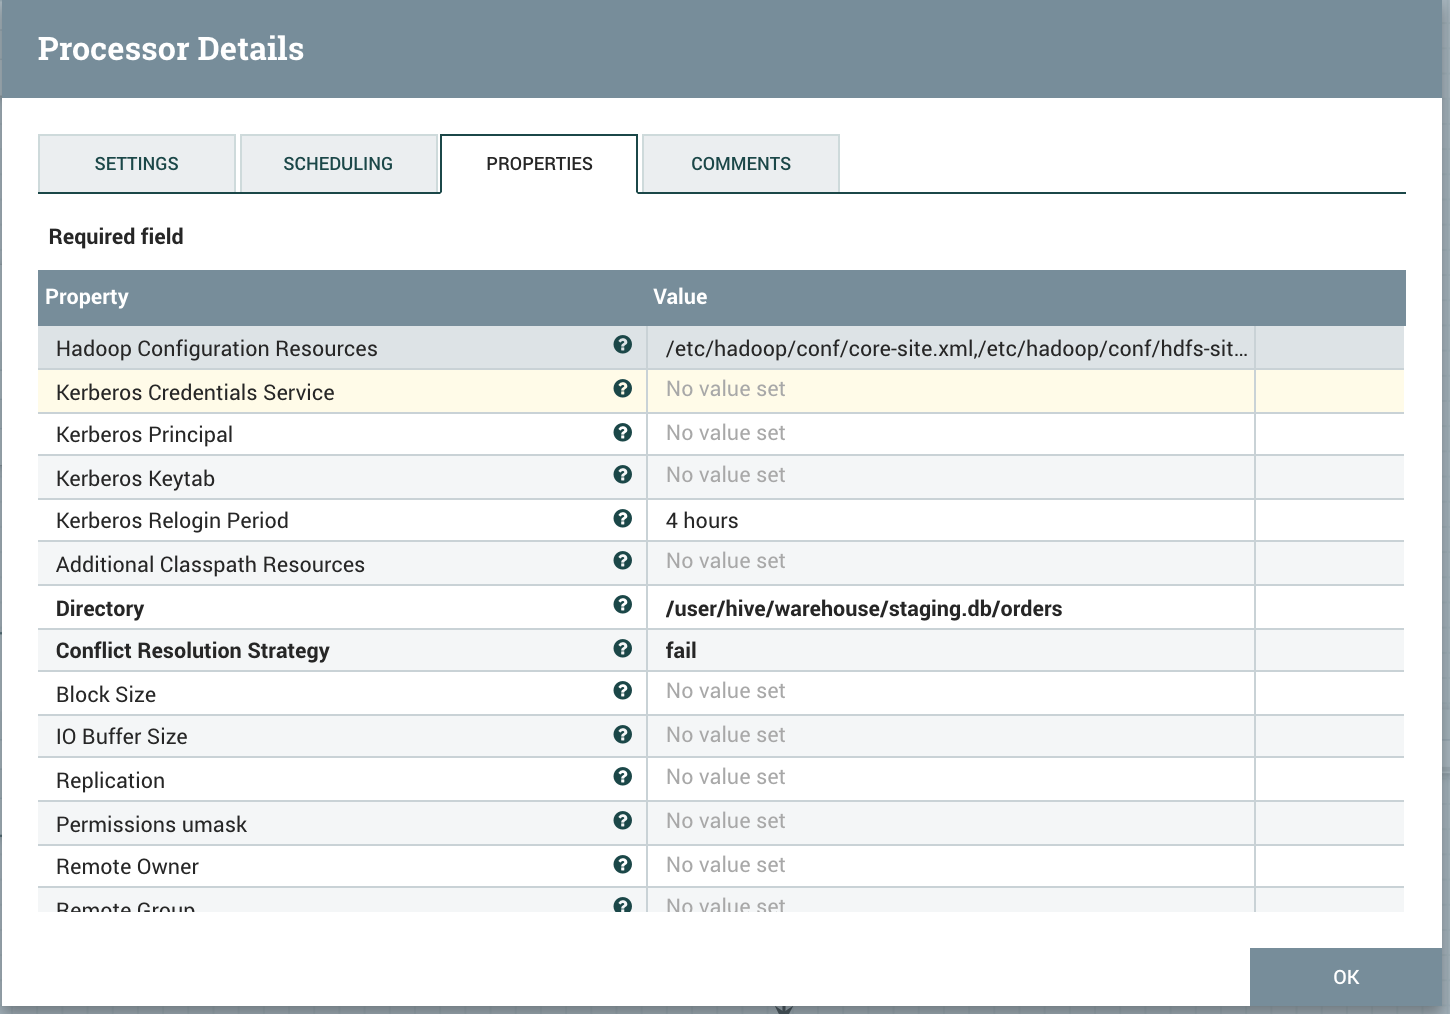 Processor Details
SETTINGS SCHEDULING PROPERTIES COMMENTS
Required field
Property Value
Hadoop Configuration Resources ? /etc/hadoop/conf/core-site.xml,/etc/hadoop/conf/hdfs-sit...
Kerberos Credentials Service ? No value set
Kerberos Principal ? No value set
Kerberos Keytab ? No value set
Kerberos Relogin Period ? 4 hours
Additional Classpath Resources ? No value set
Directory ? /user/hive/warehouse/staging.db/orders
Conflict Resolution Strategy ? fail
Block Size ? No value set
IO Buffer Size ? No value set
Replication ? No value set
Permissions umask ? No value set
Remote Owner ? No value set
Remote Group ? No value set
OK